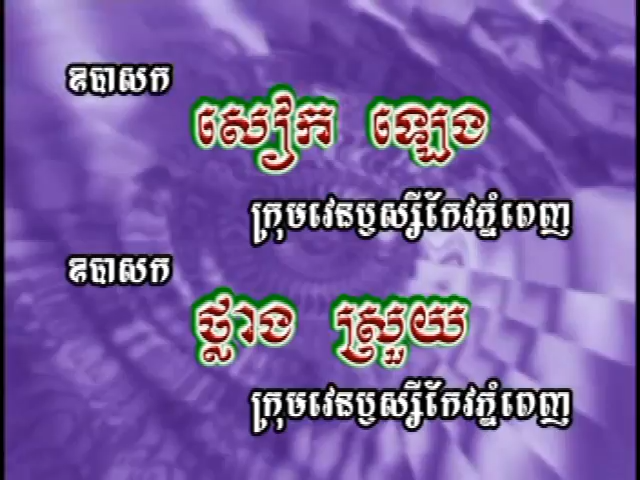 ឧបាសក
សៀក ឡេង
ក្រុមវេនឫស្សីកែវភ្នំពេញ
ឧបាសក
ថ្លាង ស្រួយ
ក្រុមវេនឫស្សីកែវភ្នំពេញ